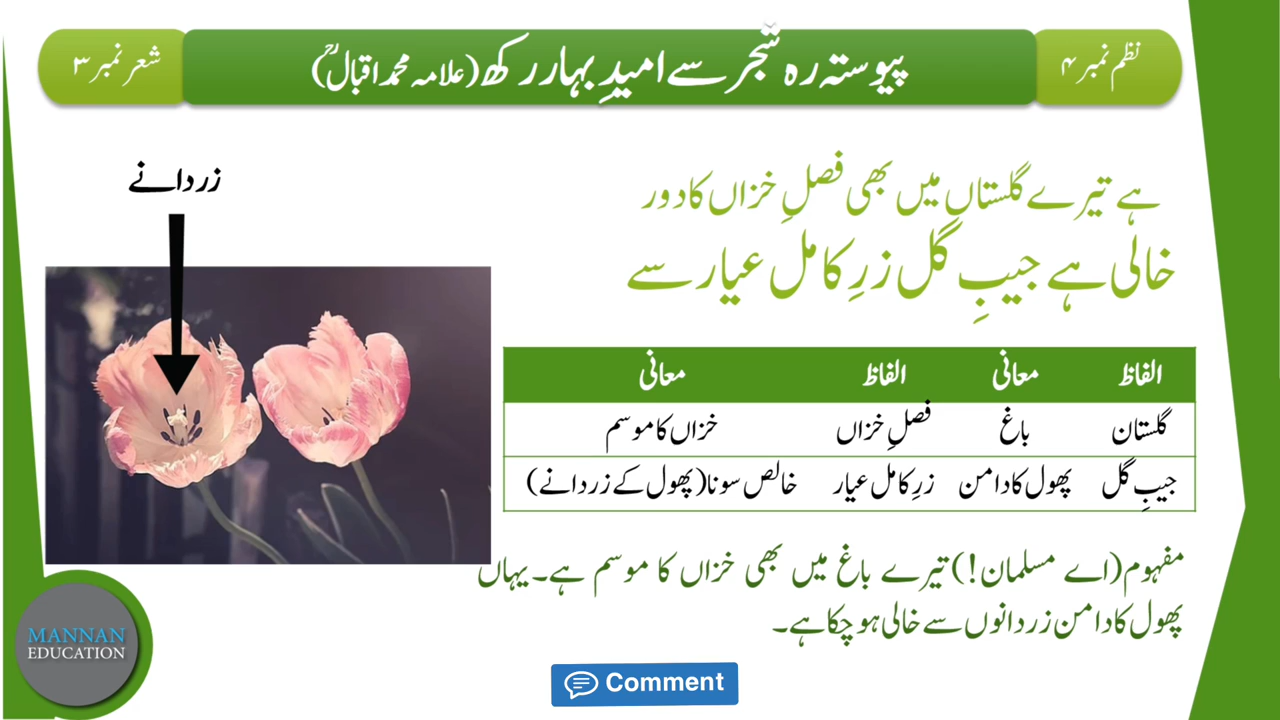 نظم نمبر ۴
پیوستہ رہ شجر سے امیدِ بہار رکھ (علامہ محمد اقبالؒ)
شعر نمبر ۳
ہے تیرے گلستاں میں بھی فصلِ خزاں کا دور
خالی ہے جیبِ گل زرِ کامل عیار سے
زردانے
الفاظ معانی الفاظ معانی
گلستان باغ فصلِ خزاں خزاں کا موسم
جیبِ گل پھول کا دامن زرِ کامل عیار خالص سونا (پھول کے زردانے)
مفہوم (اے مسلمان!) تیرے باغ میں بھی خزاں کا موسم ہے۔ یہاں
پھول کا دامن زردانوں سے خالی ہو چکا ہے۔
MANNAN
EDUCATION
Comment